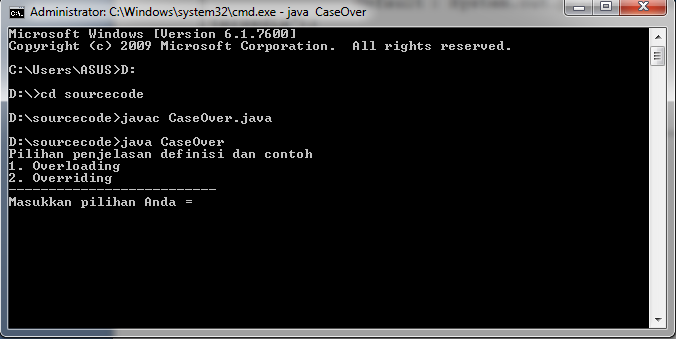 Administrator: C:\Windows\system32\cmd.exe - java  CaseOver
Microsoft Windows [Version 6.1.7600]
Copyright (c) 2009 Microsoft Corporation.  All rights reserved.
C:\Users\ASUS>D:
D:\>cd sourcecode
D:\sourcecode>javac CaseOver.java
D:\sourcecode>java CaseOver
Pilihan penjelasan definisi dan contoh
1. Overloading
2. Overriding
--------------------------
Masukkan pilihan Anda =